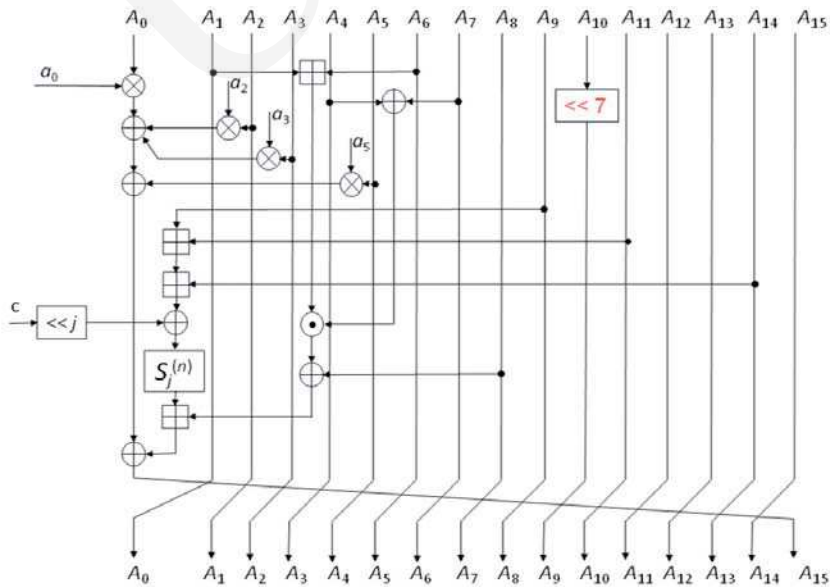 A₀ A₁ A₂ A₃ A₄ A₅ A₆ A₇ A₈ A₉ A₁₀ A₁₁ A₁₂ A₁₃ A₁₄ A₁₅
a₀
a₂
<< 7
a₃
a₅
c
<< j
Sⱼ⁽ⁿ⁾
A₀ A₁ A₂ A₃ A₄ A₅ A₆ A₇ A₈ A₉ A₁₀ A₁₁ A₁₂ A₁₃ A₁₄ A₁₅